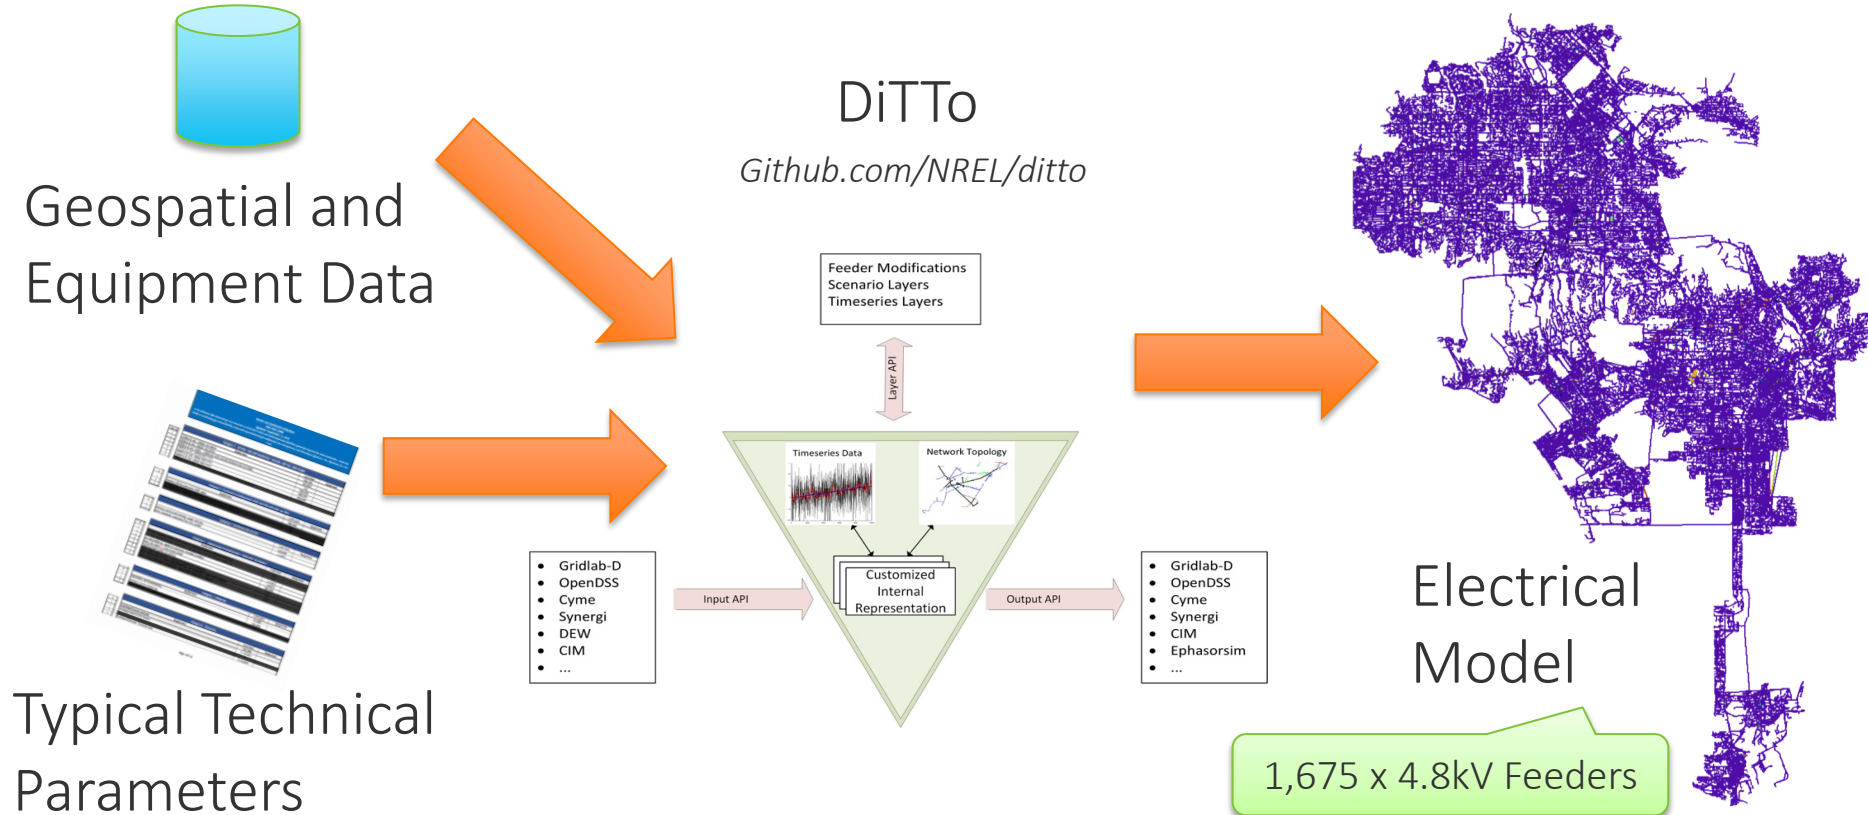 Geospatial and
Equipment Data
Typical Technical
Parameters
DiTTo
Github.com/NREL/ditto
Feeder Modifications
Scenario Layers
Timeseries Layers
Layer API
Timeseries Data
Network Topology
Customized
Internal
Representation
• Gridlab-D
• OpenDSS
• Cyme
• Synergi
• DEW
• CIM
• ...
Input API
Output API
• Gridlab-D
• OpenDSS
• Cyme
• Synergi
• CIM
• Ephasorsim
• ...
Electrical
Model
1,675 x 4.8kV Feeders